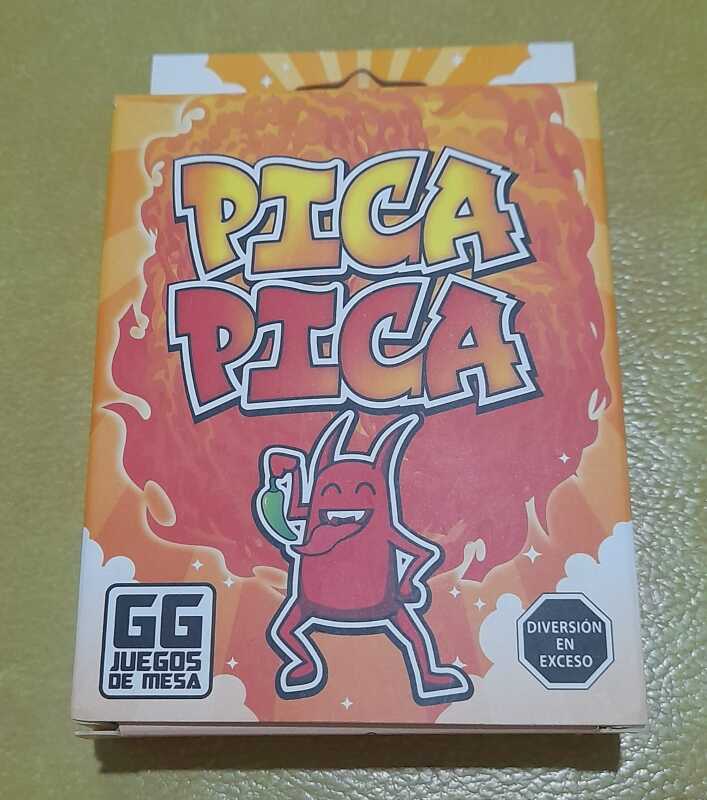 PICA
PICA
GG
JUEGOS
DE MESA
DIVERSIÓN
EN
EXCESO